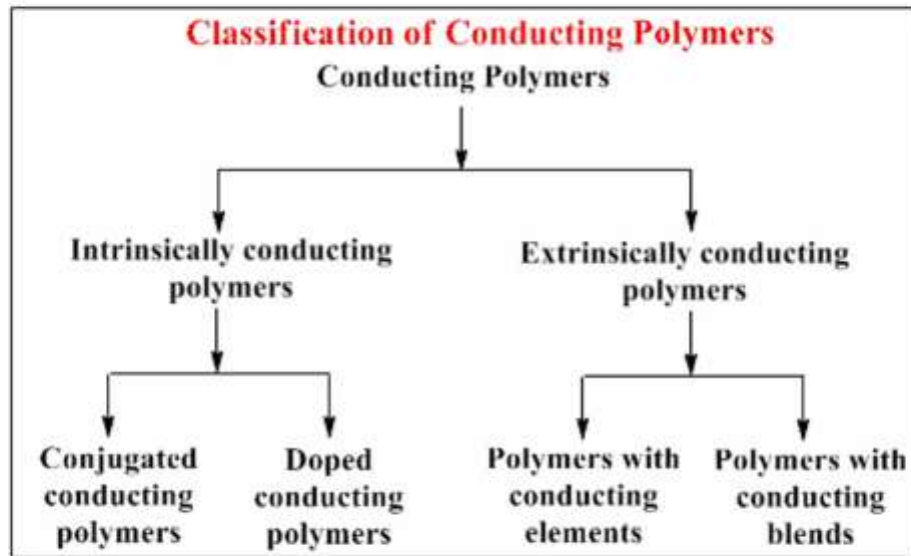 Classification of Conducting Polymers
Conducting Polymers
Intrinsically conducting
polymers
Extrinsically conducting
polymers
Conjugated
conducting
polymers
Doped
conducting
polymers
Polymers with
conducting
elements
Polymers with
conducting
blends